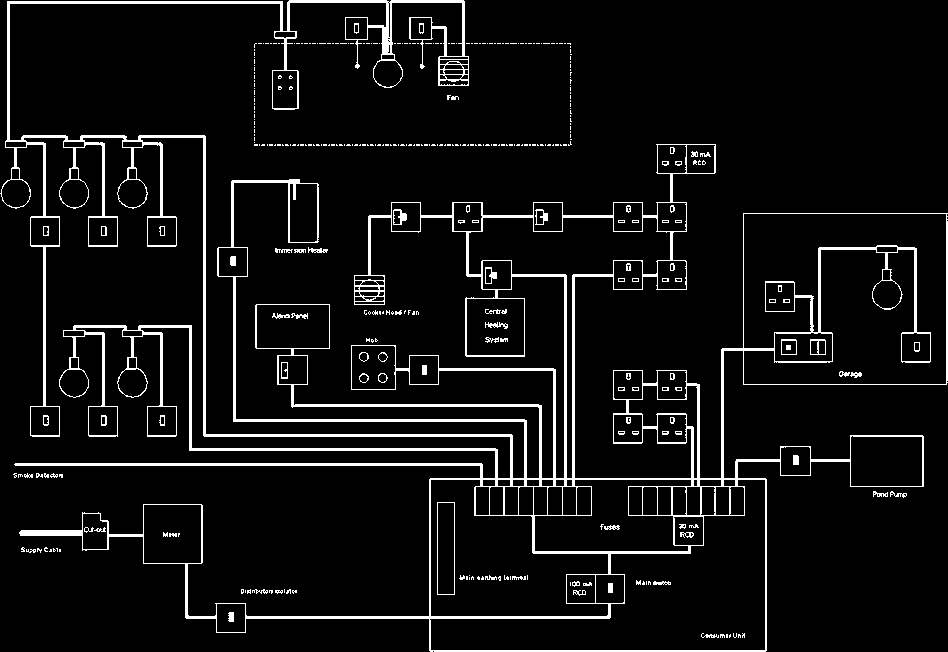 Fan
30 mA
RCD
Immersion Heater
Cooker Hood / Fan
Central
Heating
System
Alarm Panel
Hob
Garage
Smoke Detectors
Pond Pump
Cut-out
Meter
Supply Cable
Fuses
30 mA
RCD
Main earthing terminal
100 mA
RCD
Main switch
Distributors isolator
Consumer Unit